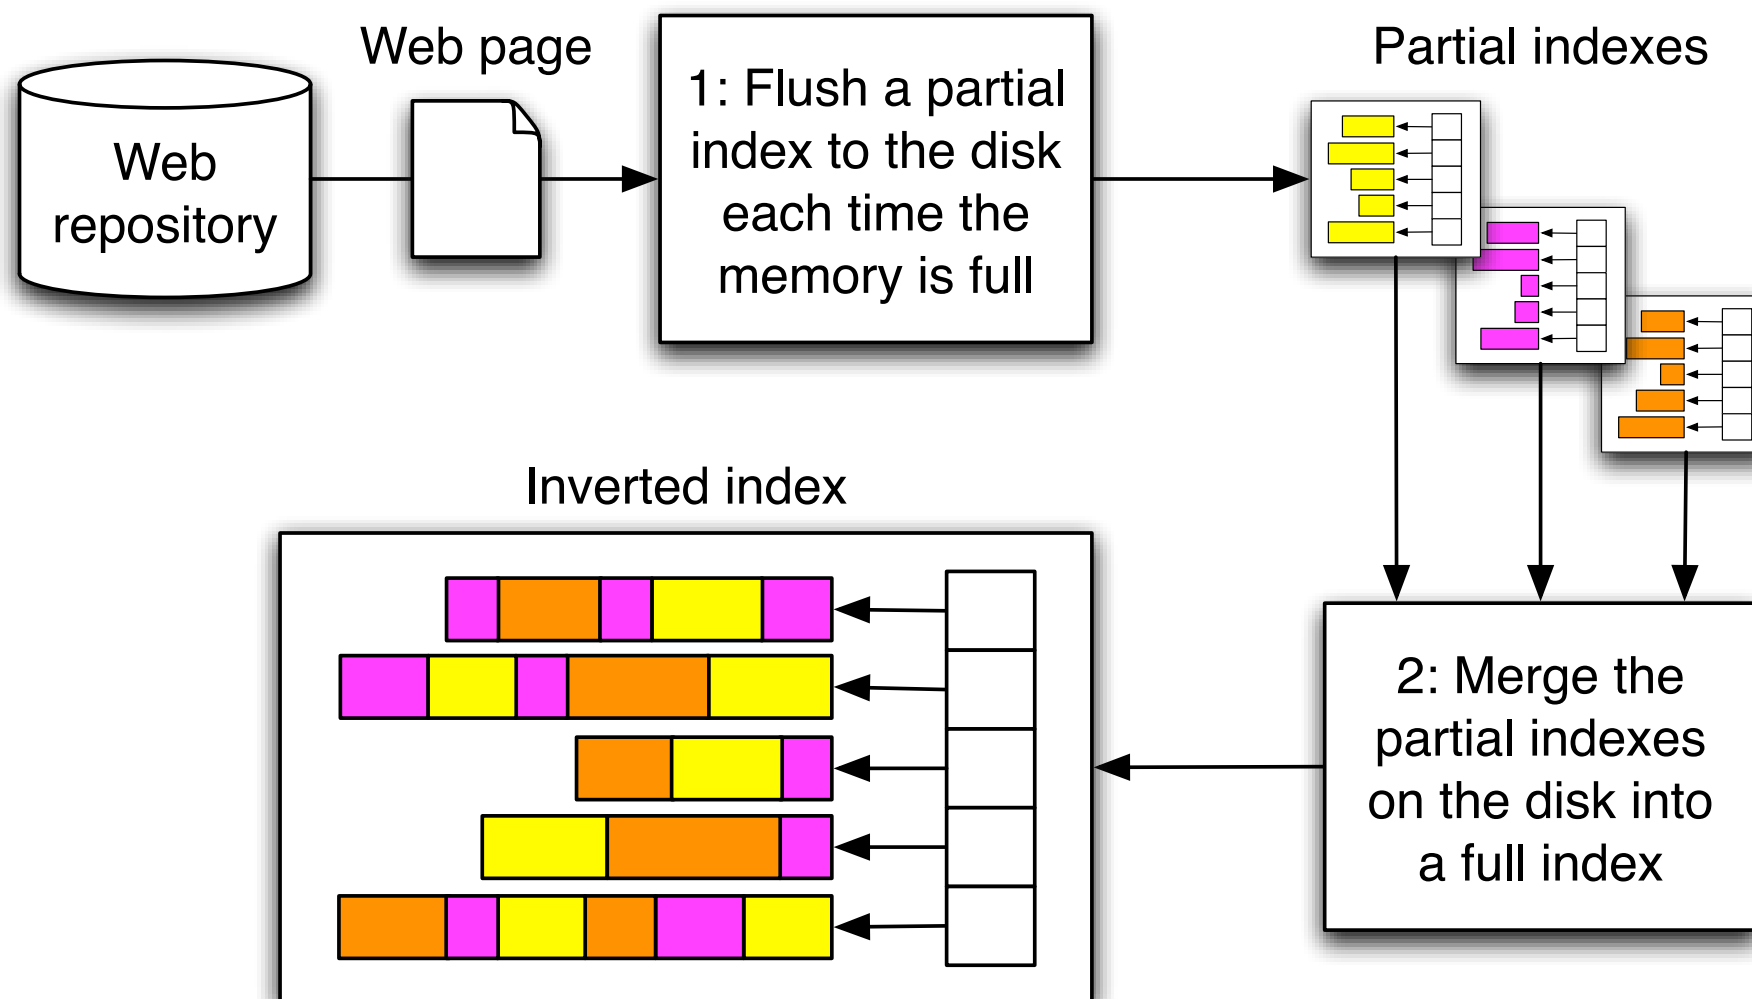 Web page
Partial indexes
Web
repository
1: Flush a partial
index to the disk
each time the
memory is full
Inverted index
2: Merge the
partial indexes
on the disk into
a full index